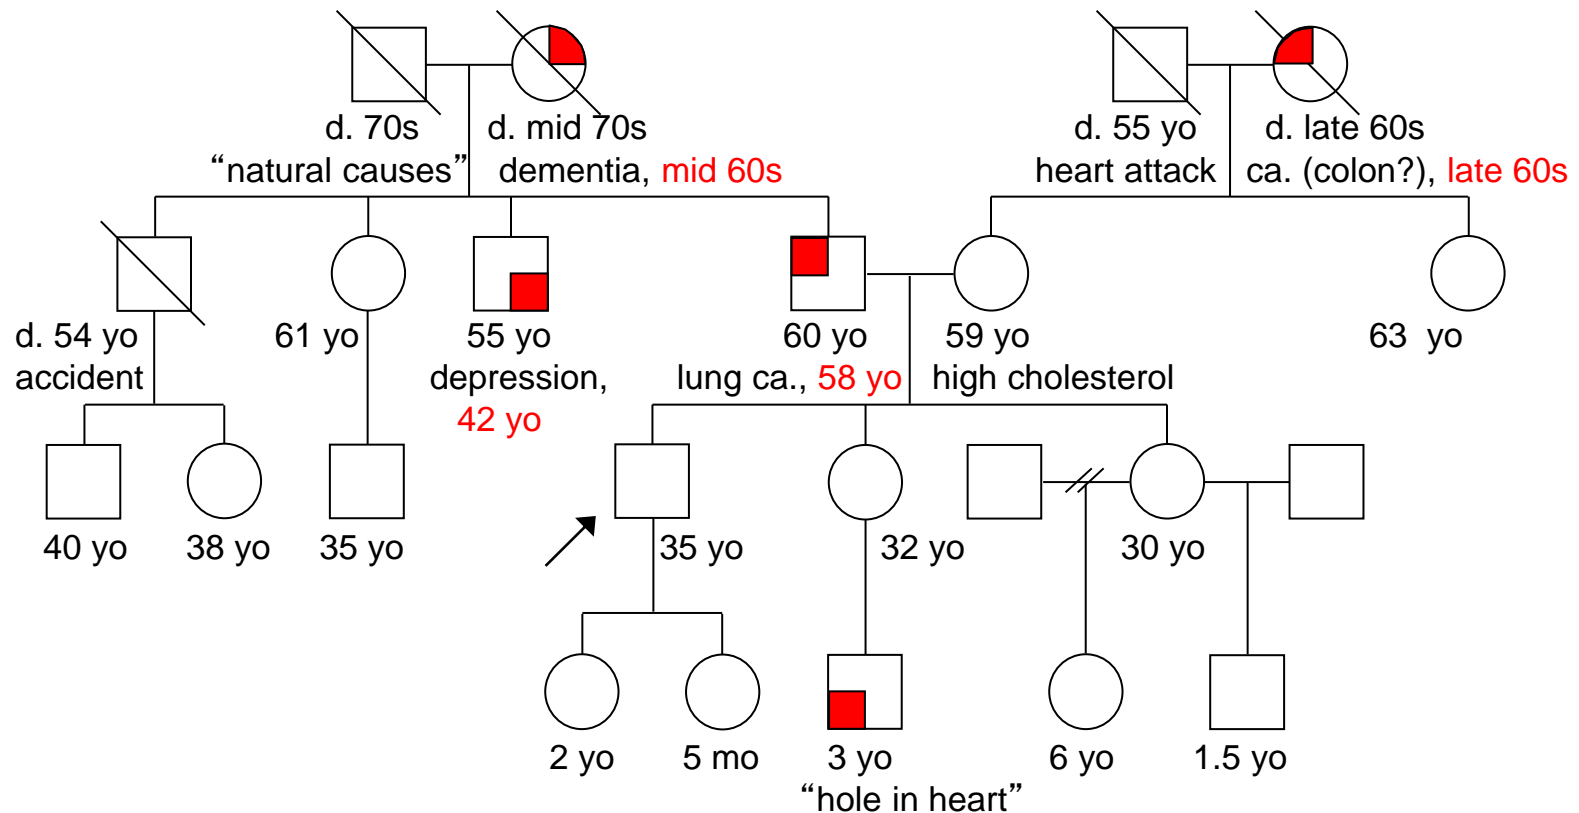 d. 70s
“natural causes”
d. mid 70s
dementia, mid 60s
d. 55 yo
heart attack
d. late 60s
ca. (colon?), late 60s
d. 54 yo
accident
61 yo
55 yo
depression,
42 yo
60 yo
lung ca., 58 yo
59 yo
high cholesterol
63 yo
40 yo
38 yo
35 yo
35 yo
32 yo
30 yo
2 yo
5 mo
3 yo
“hole in heart”
6 yo
1.5 yo